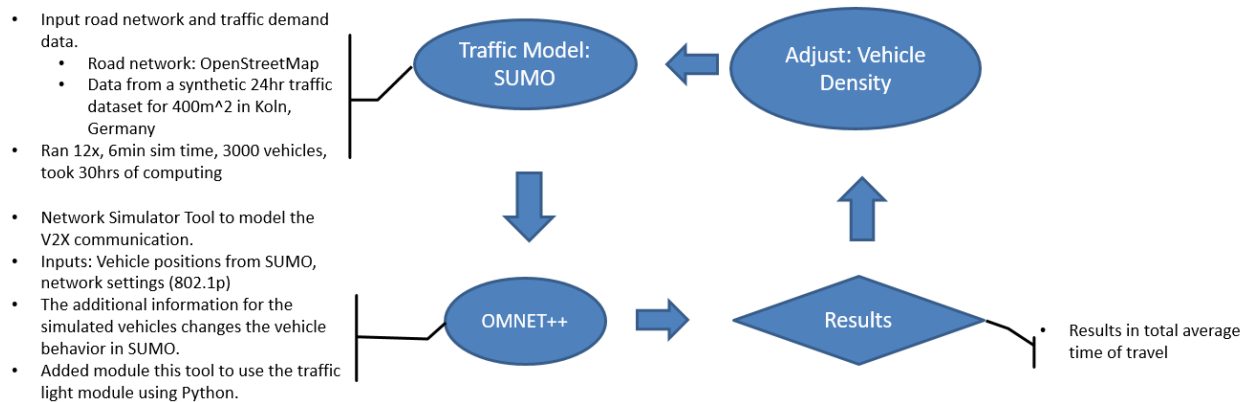 • Input road network and traffic demand
data.
• Road network: OpenStreetMap
• Data from a synthetic 24hr traffic
dataset for 400m^2 in Koln,
Germany
• Ran 12x, 6min sim time, 3000 vehicles,
took 30hrs of computing
Traffic Model:
SUMO
Adjust: Vehicle
Density
• Network Simulator Tool to model the
V2X communication.
• Inputs: Vehicle positions from SUMO,
network settings (802.1p)
• The additional information for the
simulated vehicles changes the vehicle
behavior in SUMO.
• Added module this tool to use the traffic
light module using Python.
OMNET++
Results
• Results in total average
time of travel